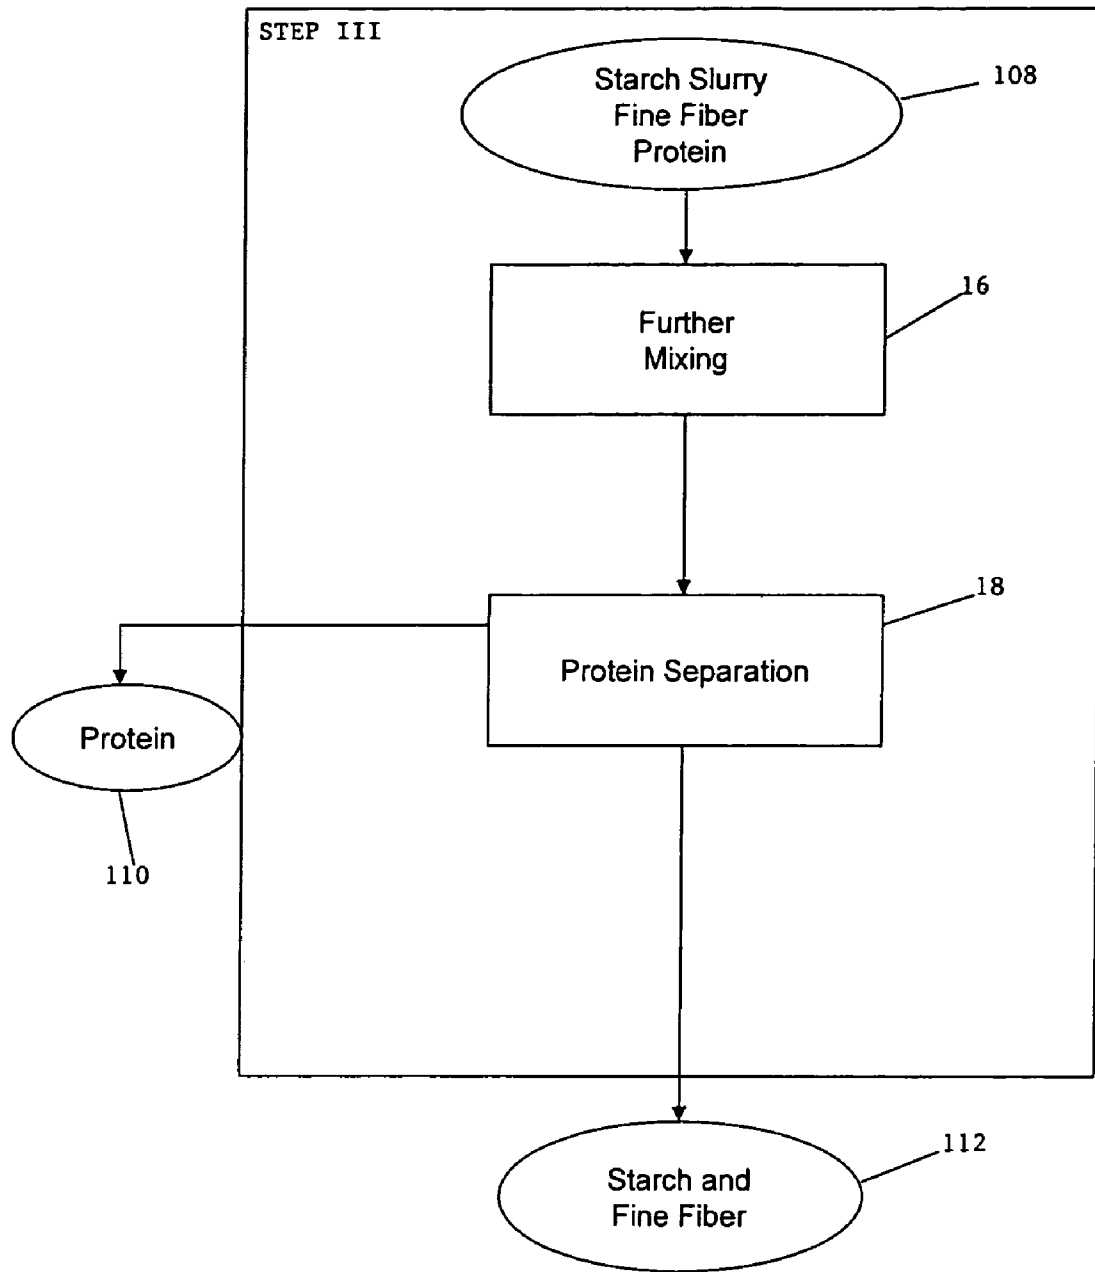 STEP III
Starch Slurry
Fine Fiber
Protein
108
Further
Mixing
16
Protein Separation
18
Protein
110
Starch and
Fine Fiber
112